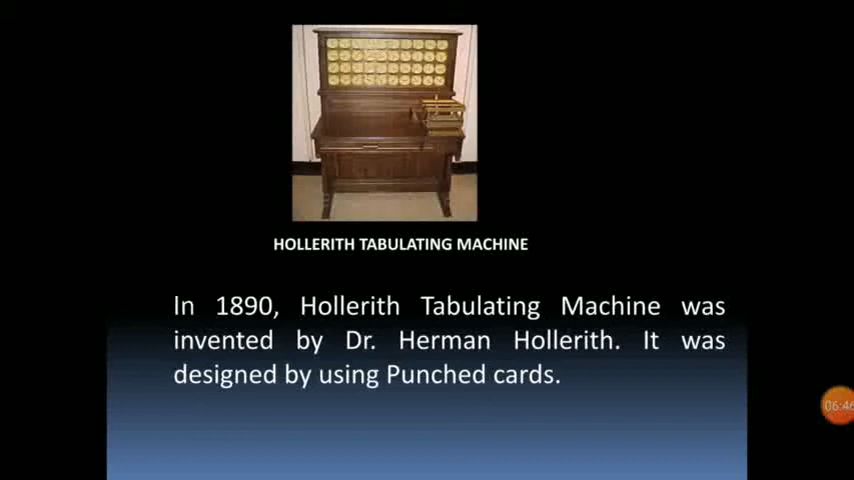 HOLLERITH TABULATING MACHINE
In 1890, Hollerith Tabulating Machine was
invented by Dr. Herman Hollerith. It was
designed by using Punched cards.
06:46